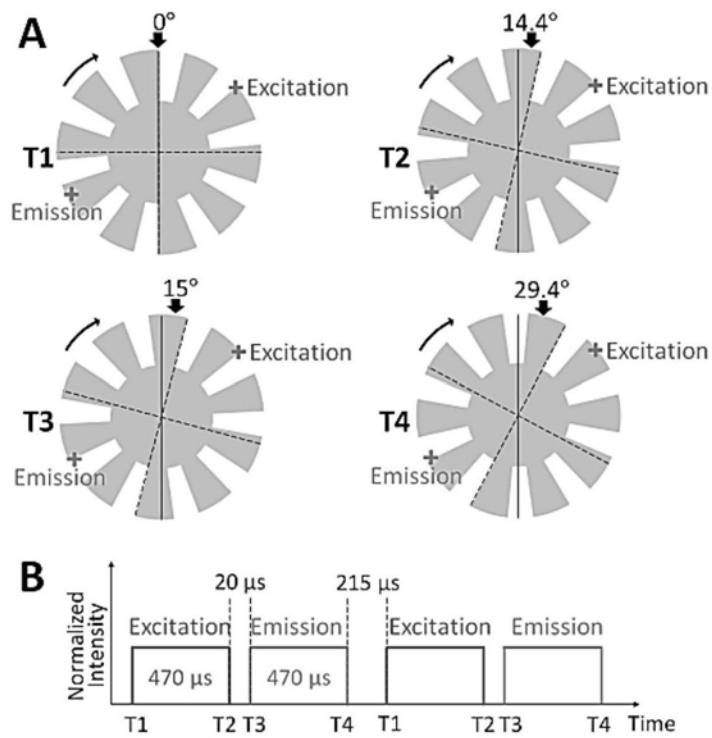 A
0°
Excitation
T1
Emission
14.4°
Excitation
T2
Emission
15°
Excitation
T3
Emission
29.4°
Excitation
T4
Emission
B
20 μs
215 μs
Normalized
Intensity
Excitation
Emission
Excitation
Emission
470 μs
470 μs
T1
T2
T3
T4
T1
T2
T3
T4
Time